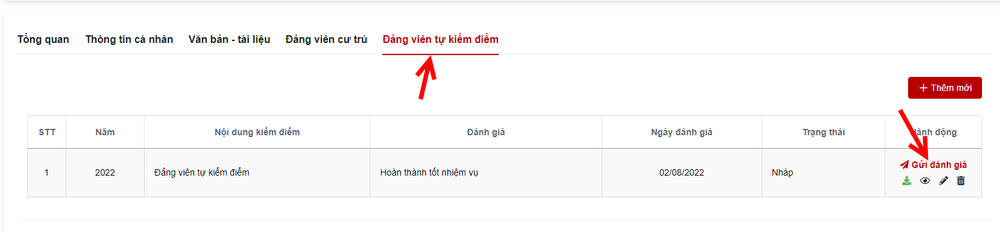 Tổng quan Thông tin cá nhân Văn bản - tài liệu Đảng viên cư trú Đảng viên tự kiểm điểm
Thêm mới
STT Năm Nội dung kiểm điểm Đánh giá Ngày đánh giá Trạng thái Hành động
Gửi đánh giá
1 2022 Đảng viên tự kiểm điểm Hoàn thành tốt nhiệm vụ 02/08/2022 Nháp